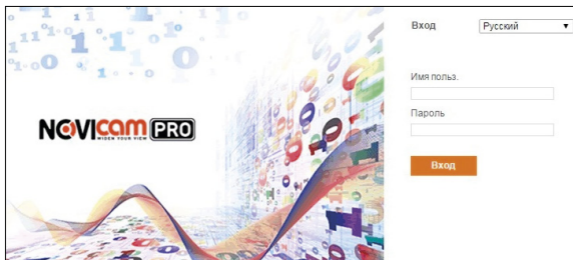 Вход
Русский
NOVICAM PRO
WIDEN YOUR VIEW
Имя польз.
Пароль
Вход